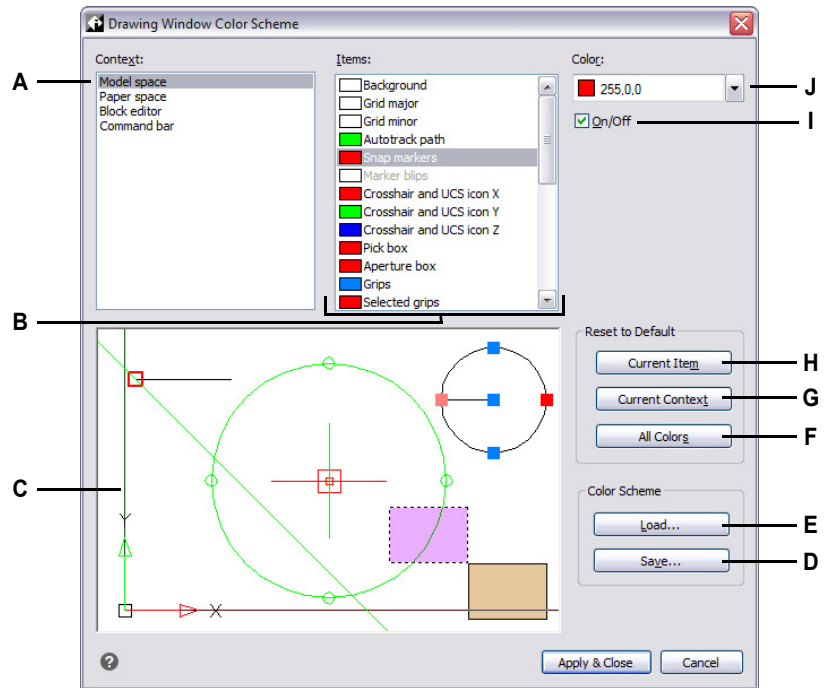 Drawing Window Color Scheme
Context:
Items:
Color:
A
Model space
Paper space
Block editor
Command bar
Background
Grid major
Grid minor
Autotrack path
Snap markers
Marker blips
Crosshair and UCS icon X
Crosshair and UCS icon Y
Crosshair and UCS icon Z
Pick box
Aperture box
Grips
Selected grips
255,0,0
J
On/Off
I
B
Reset to Default
Current Item
H
Current Context
G
All Colors
F
C
Y
X
Color Scheme
Load...
E
Save...
D
?
Apply & Close
Cancel